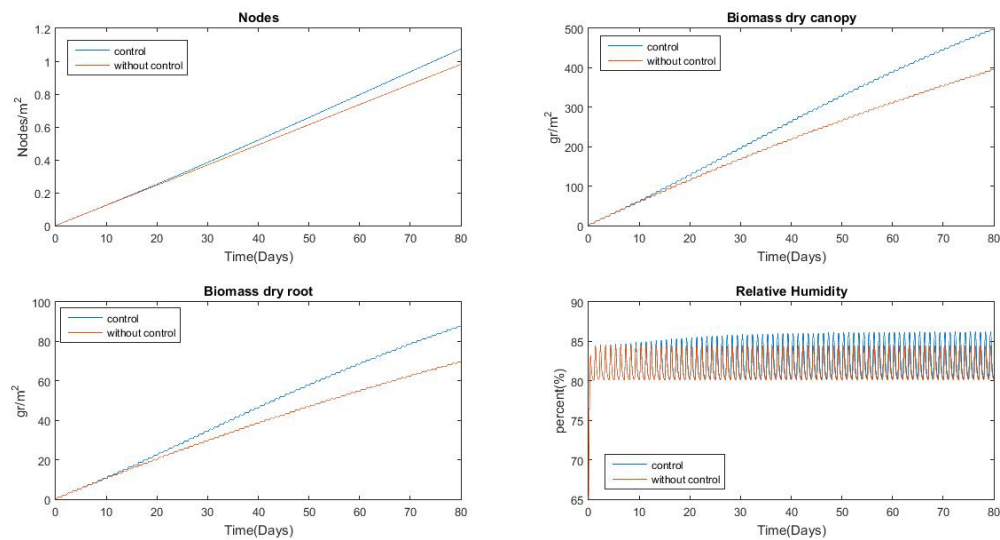 Nodes
1.2
1
0.8
0.6
0.4
0.2
0
Nodes/m²
control
without control
0 10 20 30 40 50 60 70 80
Time(Days)
Biomass dry canopy
500
400
300
200
100
0
gr/m²
control
without control
0 10 20 30 40 50 60 70 80
Time(Days)
Biomass dry root
100
80
60
40
20
0
gr/m²
control
without control
0 10 20 30 40 50 60 70 80
Time(Days)
Relative Humidity
90
85
80
75
70
65
percent(%)
control
without control
0 10 20 30 40 50 60 70 80
Time(Days)